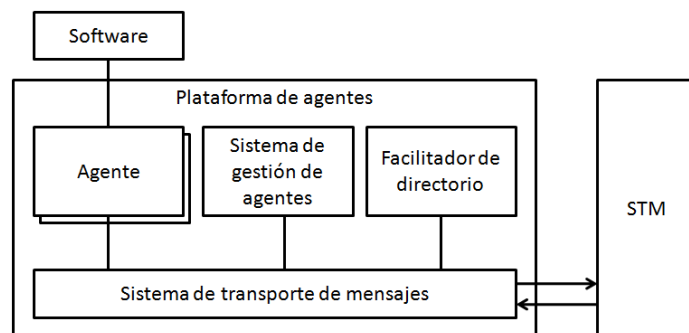 Software
Plataforma de agentes
Agente
Sistema de
gestión de
agentes
Facilitador de
directorio
STM
Sistema de transporte de mensajes